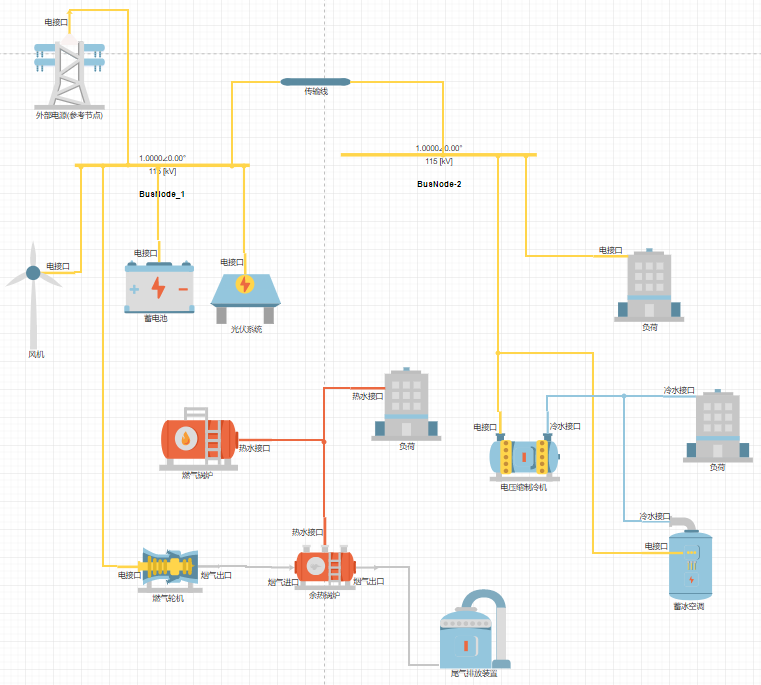 电接口
外部电源(参考节点)
传输线
1.0000∠0.00°
115 [kV]
BusNode_1
1.0000∠0.00°
115 [kV]
BusNode-2
电接口
风机
电接口
蓄电池
电接口
光伏系统
电接口
负荷
热水接口
负荷
冷水接口
负荷
热水接口
燃气锅炉
电接口
冷水接口
电压缩制冷机
热水接口
冷水接口
电接口
蓄冰空调
电接口
烟气出口
燃气轮机
烟气进口
烟气出口
余热锅炉
尾气排放装置